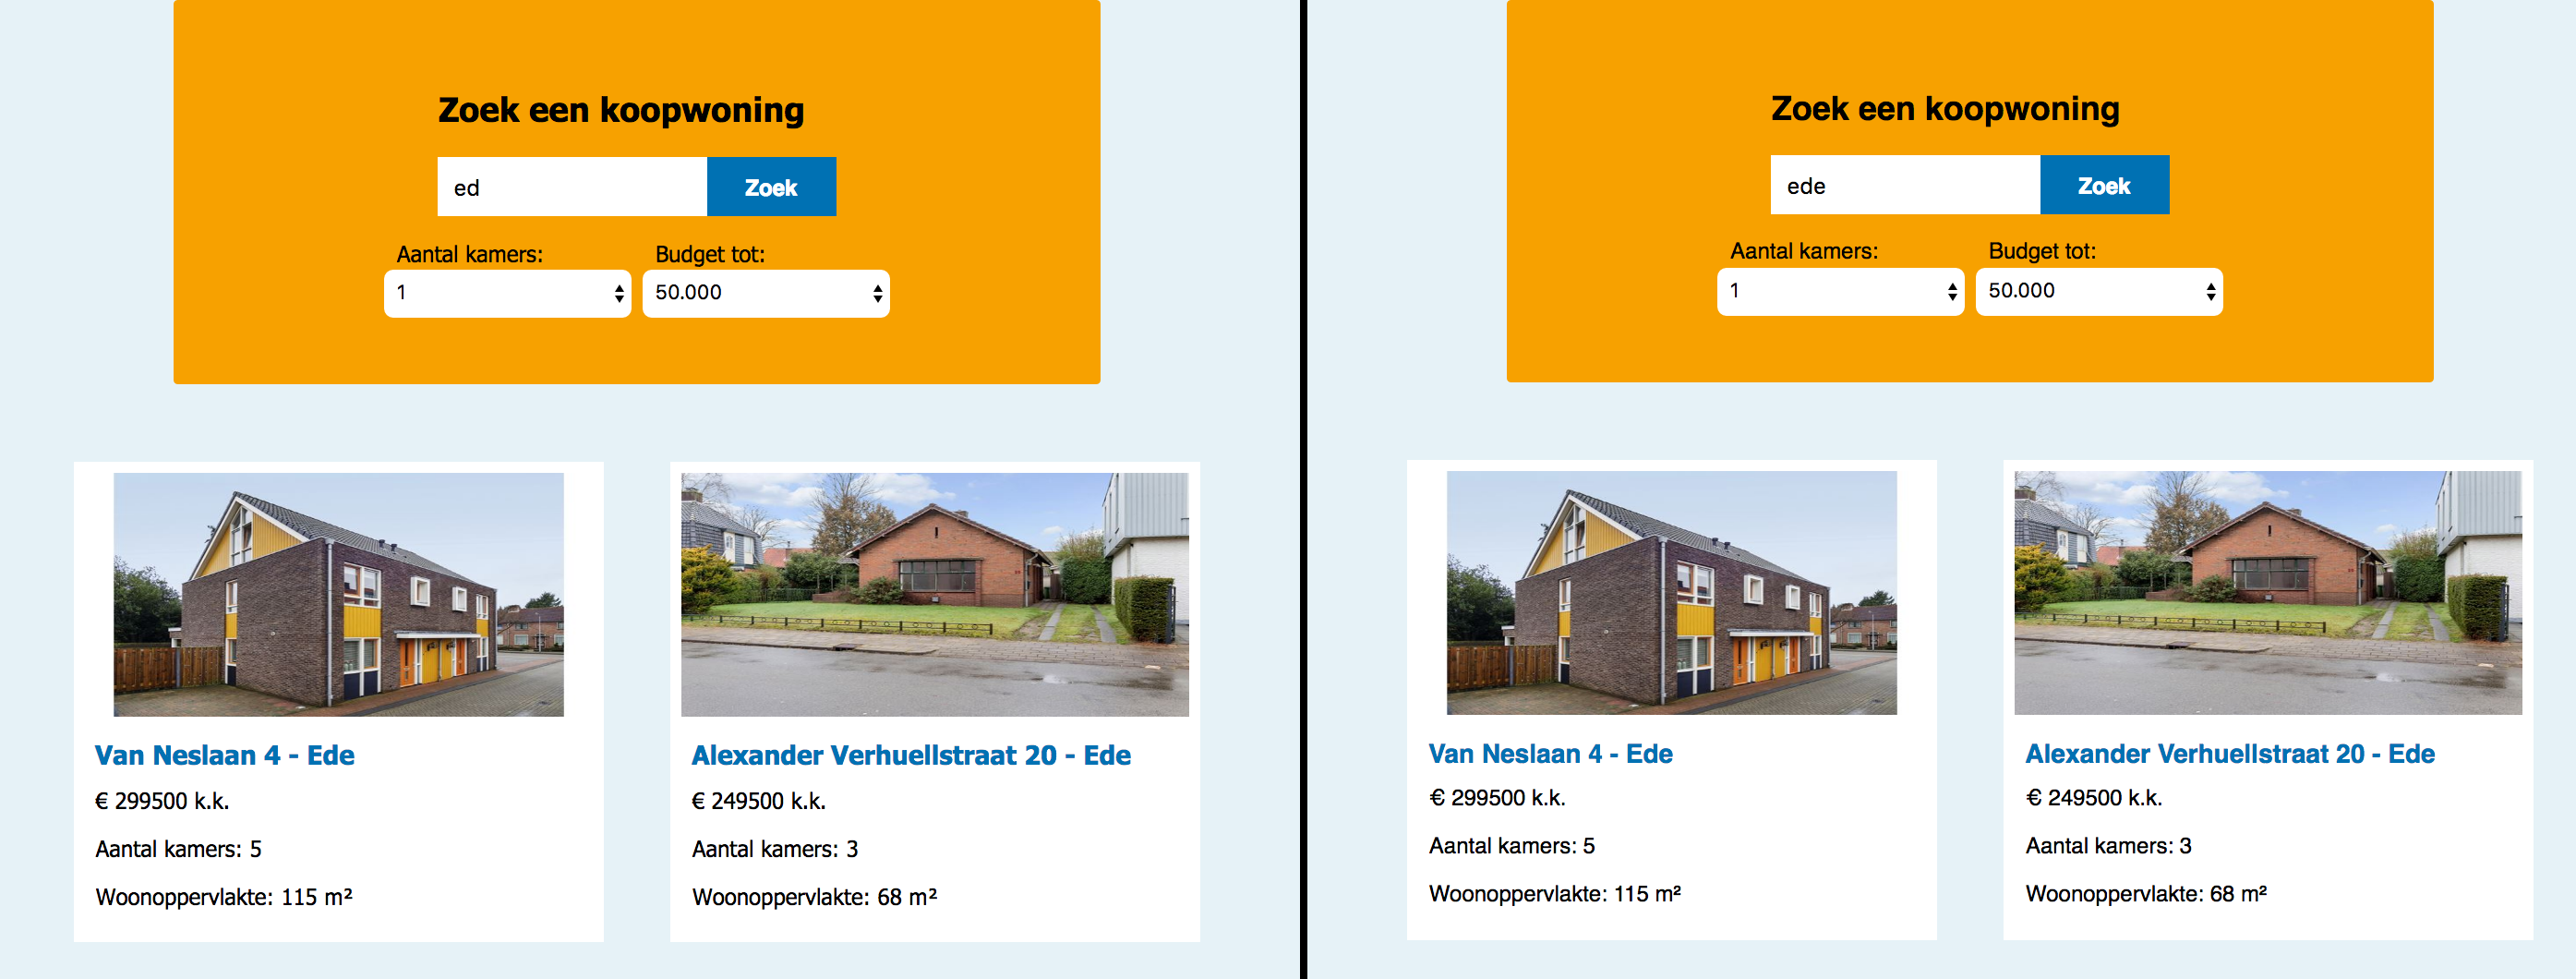 Zoek een koopwoning
ed
Zoek
Aantal kamers:
Budget tot:
1
50.000
Van Neslaan 4 - Ede
€ 299500 k.k.
Aantal kamers: 5
Woonoppervlakte: 115 m²
Alexander Verhuellstraat 20 - Ede
€ 249500 k.k.
Aantal kamers: 3
Woonoppervlakte: 68 m²
Zoek een koopwoning
ede
Zoek
Aantal kamers:
Budget tot:
1
50.000
Van Neslaan 4 - Ede
€ 299500 k.k.
Aantal kamers: 5
Woonoppervlakte: 115 m²
Alexander Verhuellstraat 20 - Ede
€ 249500 k.k.
Aantal kamers: 3
Woonoppervlakte: 68 m²